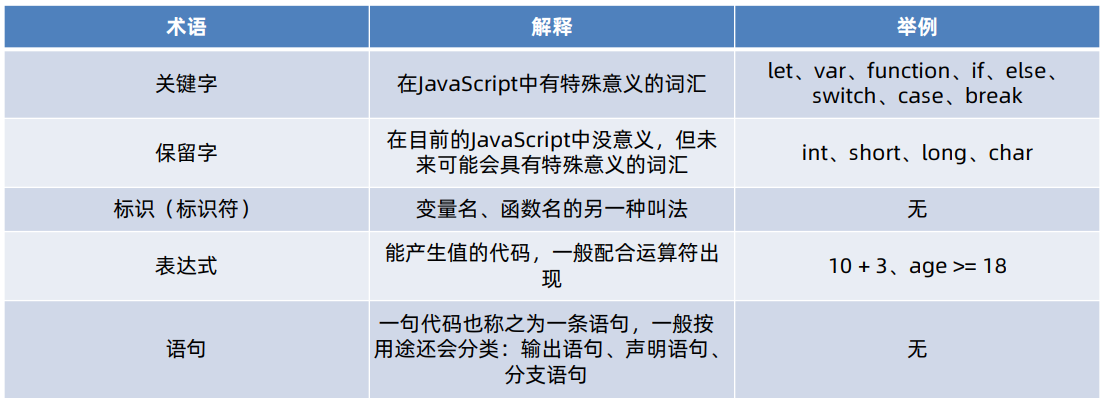 术语 解释 举例
关键字 在JavaScript中有特殊意义的词汇 let、var、function、if、else、
switch、case、break
保留字 在目前的JavaScript中没意义，但未
来可能会具有特殊意义的词汇 int、short、long、char
标识（标识符） 变量名、函数名的另一种叫法 无
表达式 能产生值的代码，一般配合运算符出
现 10 + 3、age >= 18
语句 一句代码也称之为一条语句，一般按
用途还会分类：输出语句、声明语句、
分支语句 无